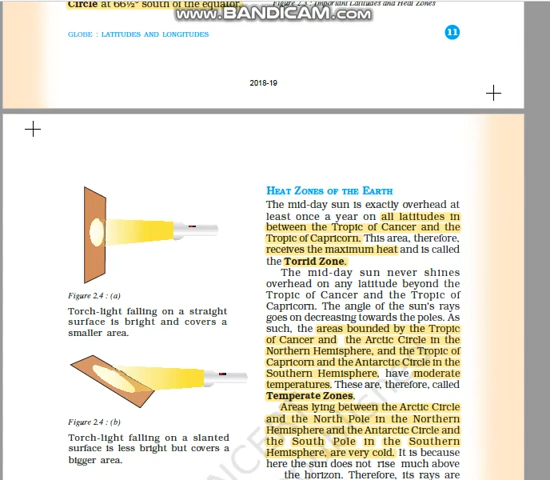 Circle at 66½° south of the equator.
Figure 2.3 : Important Latitudes and Heat Zones
www.BANDICAM.com
GLOBE : LATITUDES AND LONGITUDES
11
2018-19
HEAT ZONES OF THE EARTH
The mid-day sun is exactly overhead at
least once a year on all latitudes in
between the Tropic of Cancer and the
Tropic of Capricorn. This area, therefore,
receives the maximum heat and is called
the Torrid Zone.
The mid-day sun never shines
overhead on any latitude beyond the
Tropic of Cancer and the Tropic of
Capricorn. The angle of the sun's rays
goes on decreasing towards the poles. As
such, the areas bounded by the Tropic
of Cancer and the Arctic Circle in the
Northern Hemisphere, and the Tropic of
Capricorn and the Antarctic Circle in the
Southern Hemisphere, have moderate
temperatures. These are, therefore, called
Temperate Zones.
Areas lying between the Arctic Circle
and the North Pole in the Northern
Hemisphere and the Antarctic Circle and
the South Pole in the Southern
Hemisphere, are very cold. It is because
here the sun does not rise much above
the horizon. Therefore, its rays are
Figure 2.4 : (a)
Torch-light falling on a straight
surface is bright and covers a
smaller area.
Figure 2.4 : (b)
Torch-light falling on a slanted
surface is less bright but covers a
bigger area.